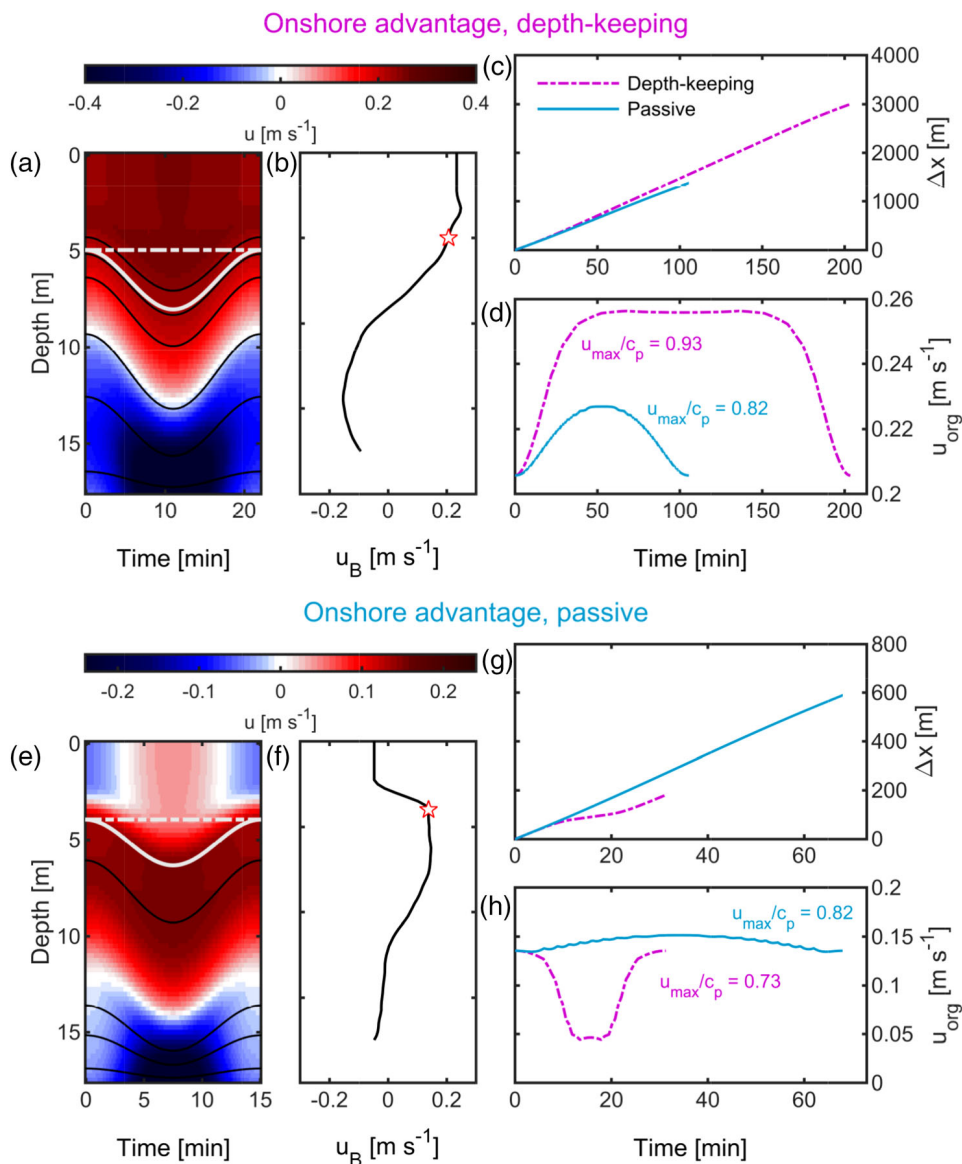 Onshore advantage, depth-keeping
-0.4 -0.2 0 0.2 0.4
u [m s⁻¹]
(a)
0
5
10
15
Depth [m]
0 10 20
Time [min]
(b)
-0.2 0 0.2
u_B [m s⁻¹]
(c)
Depth-keeping
Passive
4000
3000
2000
1000
0
Δx [m]
0 50 100 150 200
(d)
u_max/c_p = 0.93
u_max/c_p = 0.82
0.26
0.24
0.22
0.2
u_org [m s⁻¹]
0 50 100 150 200
Time [min]
Onshore advantage, passive
-0.2 -0.1 0 0.1 0.2
u [m s⁻¹]
(e)
0
5
10
15
Depth [m]
0 5 10 15
Time [min]
(f)
-0.2 0 0.2
u_B [m s⁻¹]
(g)
800
600
400
200
0
Δx [m]
0 20 40 60
(h)
u_max/c_p = 0.82
u_max/c_p = 0.73
0.2
0.15
0.1
0.05
0
u_org [m s⁻¹]
0 20 40 60
Time [min]